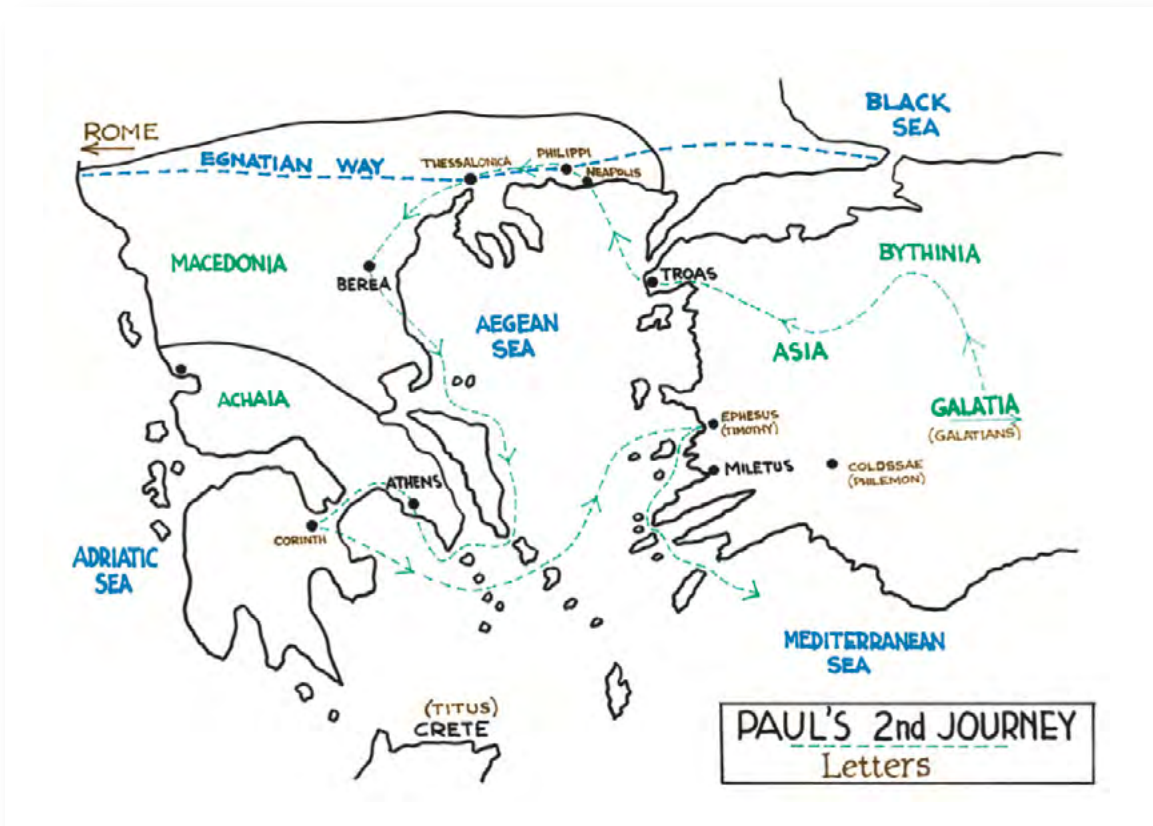 BLACK
SEA
ROME
EGNATIAN WAY
THESSALONICA
PHILIPPI
NEAPOLIS
MACEDONIA
BEREA
TROAS
BYTHINIA
AEGEAN
SEA
ASIA
ACHAIA
GALATIA
(GALATIANS)
EPHESUS
(TIMOTHY)
MILETUS
COLOSSAE
(PHILEMON)
ATHENS
CORINTH
ADRIATIC
SEA
MEDITERRANEAN
SEA
(TITUS)
CRETE
PAUL'S 2nd JOURNEY
Letters